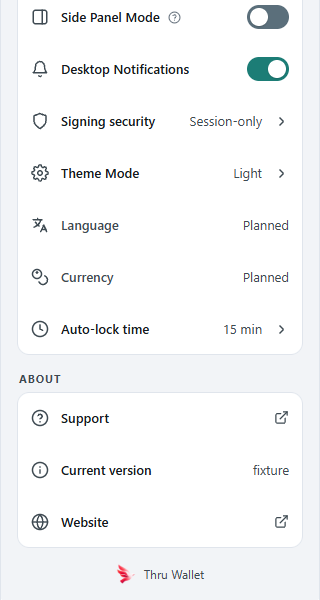 Side Panel Mode
Desktop Notifications
Signing security Session-only
Theme Mode Light
Language Planned
Currency Planned
Auto-lock time 15 min
ABOUT
Support
Current version fixture
Website
Thru Wallet